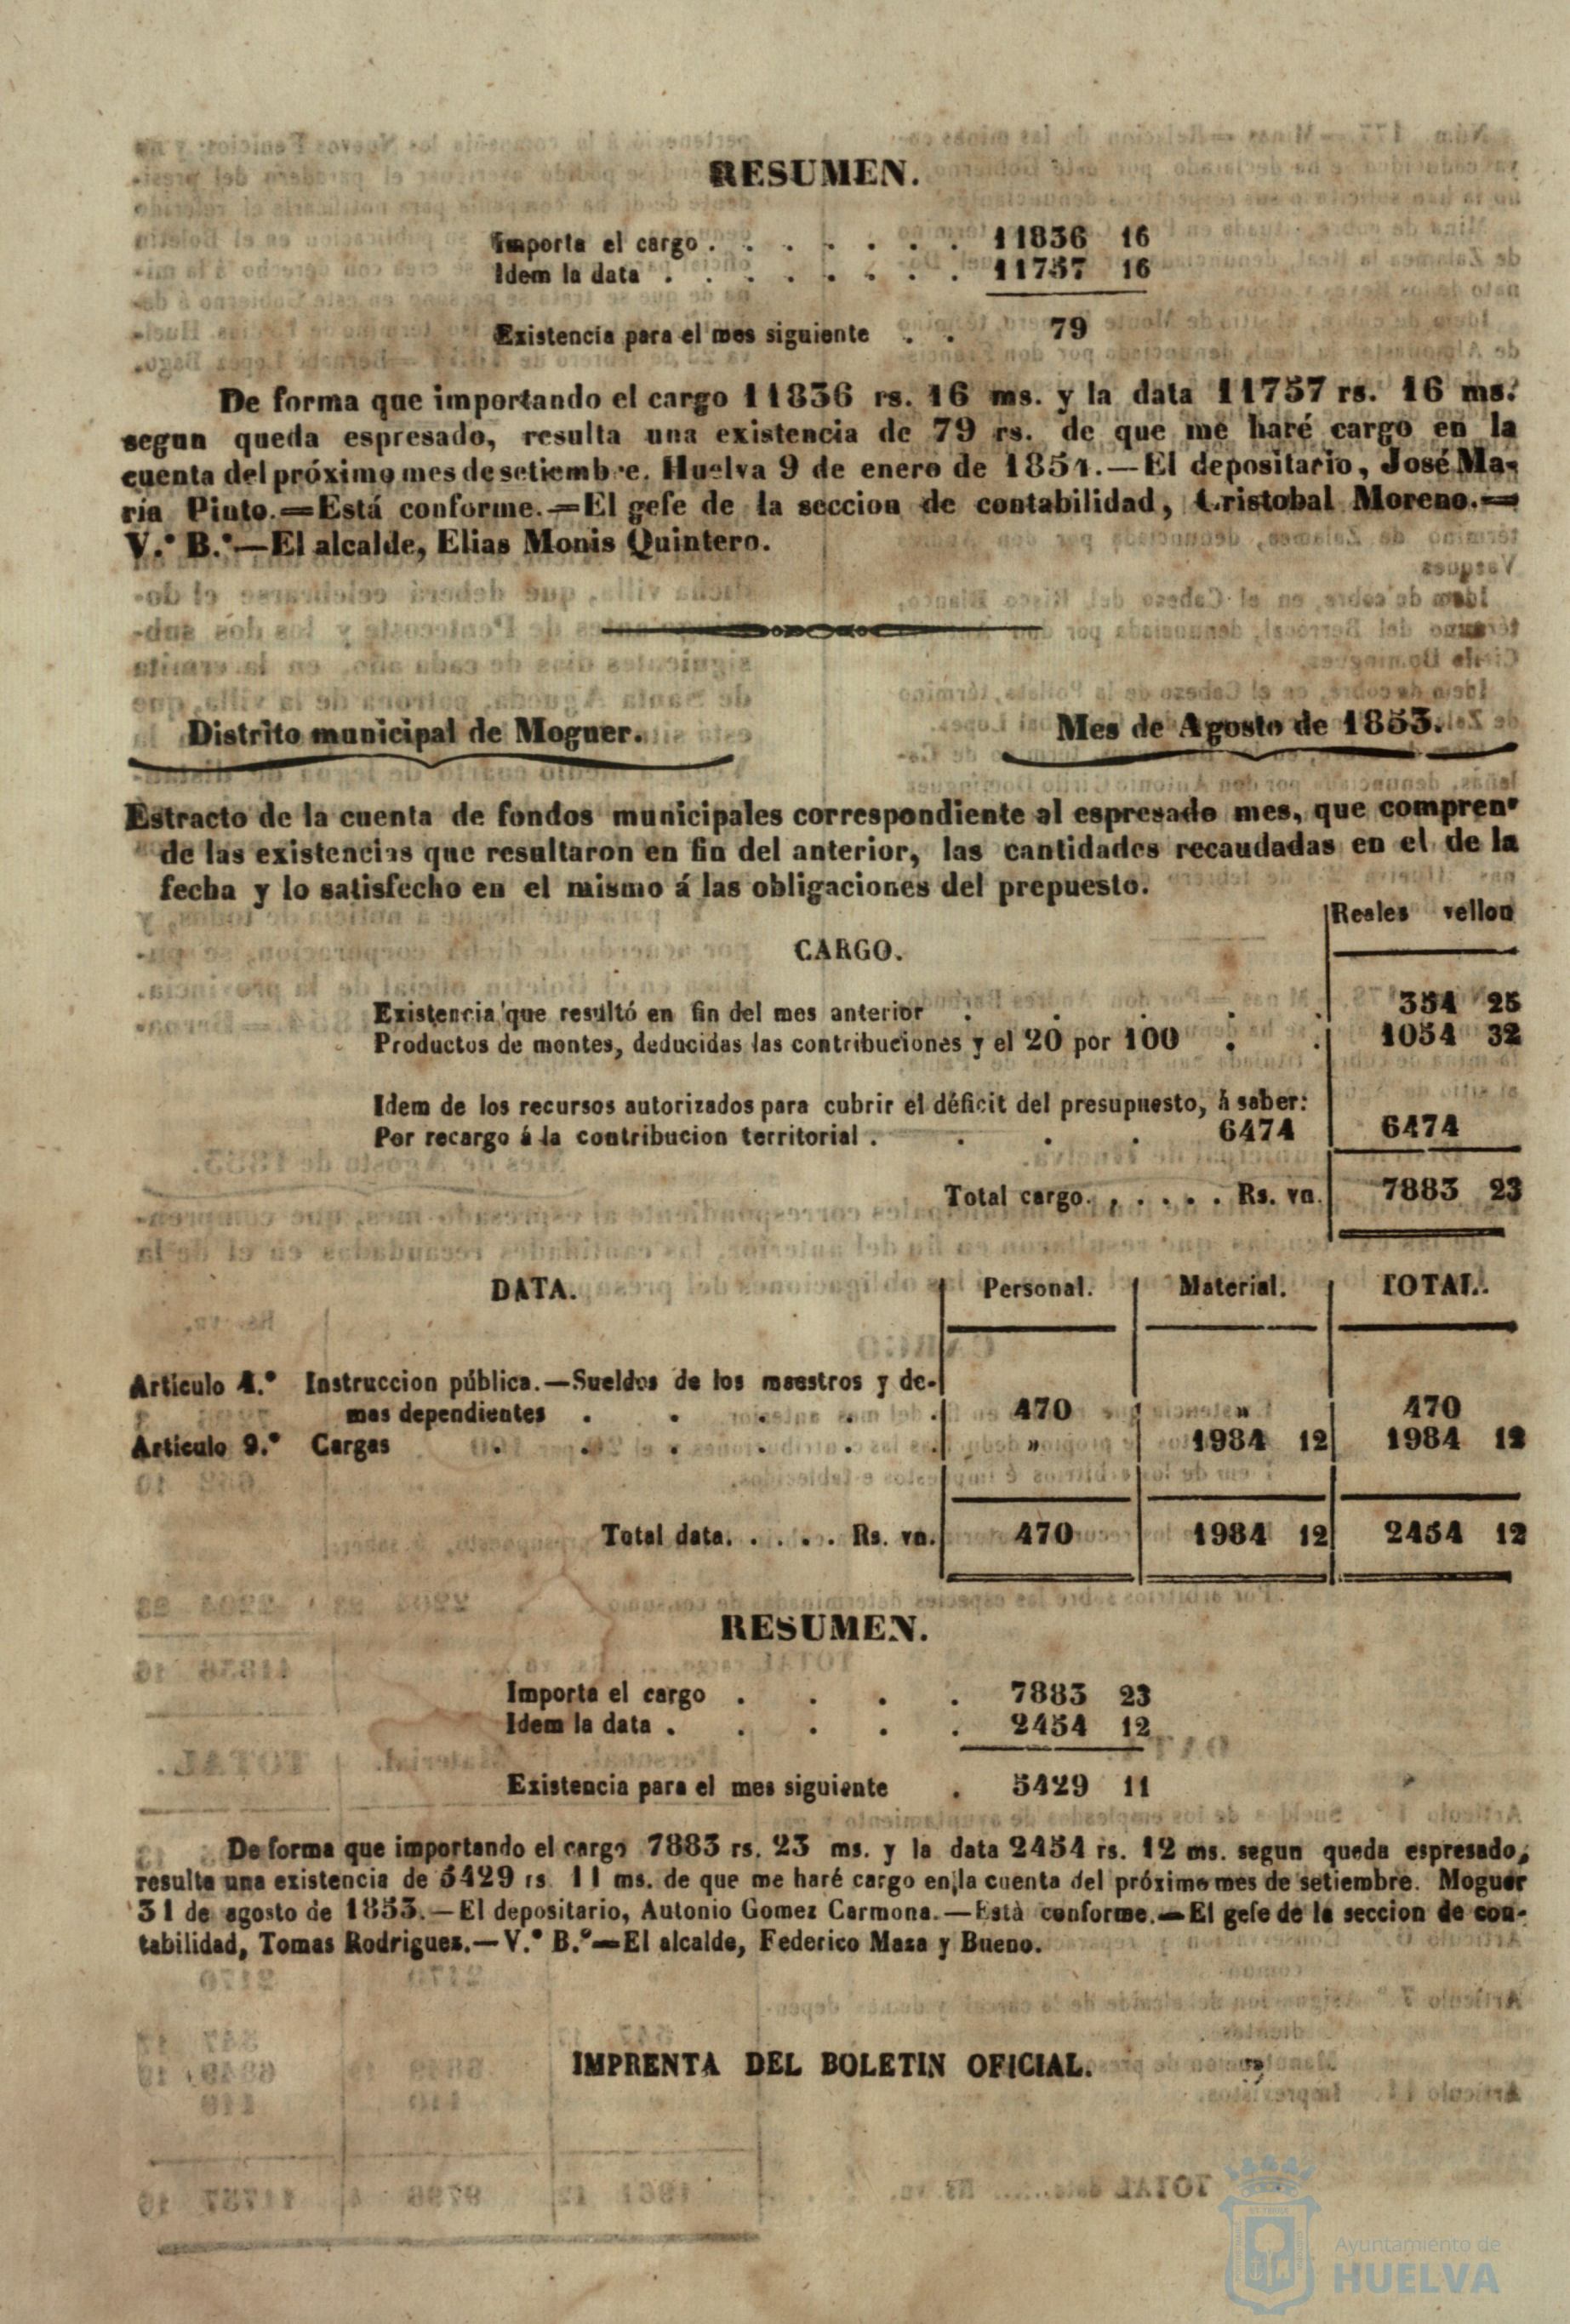 RESUMEN.
Importa el cargo . . . . . . . 11836 16
Idem la data . . . . . . . . 11757 16
Existencia para el mes siguiente . . 79
De forma que importando el cargo 11836 rs. 16 ms. y la data 11757 rs. 16 ms.
segun queda espresado, resulta una existencia de 79 rs. de que me haré cargo en la
cuenta del próximo mes de setiembre. Huelva 9 de enero de 1854.—El depositario, José Ma-
ria Pinto.=Está conforme.=El gefe de la seccion de contabilidad, Cristobal Moreno.=
V.º B.º—El alcalde, Elias Monis Quintero.
Distrito municipal de Moguer. Mes de Agosto de 1853.
Estracto de la cuenta de fondos municipales correspondiente al espresado mes, que compren-
de las existencias que resultaron en fin del anterior, las cantidades recaudadas en el de la
fecha y lo satisfecho en el mismo á las obligaciones del prepuesto.
Reales vellon
CARGO.
Existencia que resultó en fin del mes anterior . . . . . 354 25
Productos de montes, deducidas las contribuciones y el 20 por 100 . . 1054 32
Idem de los recursos autorizados para cubrir el déficit del presupuesto, á saber:
Por recargo á la contribucion territorial . . . . 6474 6474
Total cargo. , . . . . Rs. vn. 7883 23
DATA. Personal. Material. TOTAL.
Artículo 4.º Instruccion pública.—Sueldos de los maestros y de-
mas dependientes . . . . . 470 » 470
Artículo 9.º Cargas . . . . . . » 1984 12 1984 12
Total data. . . . . Rs. vn. 470 1984 12 2454 12
RESUMEN.
Importa el cargo . . . . 7883 23
Idem la data . . . . . 2454 12
Existencia para el mes siguiente . 5429 11
De forma que importando el cargo 7883 rs. 23 ms. y la data 2454 rs. 12 ms. segun queda espresado,
resulta una existencia de 5429 rs 11 ms. de que me haré cargo en la cuenta del próximo mes de setiembre. Moguer
31 de agosto de 1853.—El depositario, Antonio Gomez Carmona.—Està conforme.=El gefe de la seccion de con-
tabilidad, Tomas Rodriguez.—V.º B.º=El alcalde, Federico Maza y Bueno.
IMPRENTA DEL BOLETIN OFICIAL.
Ayuntamiento de
HUELVA